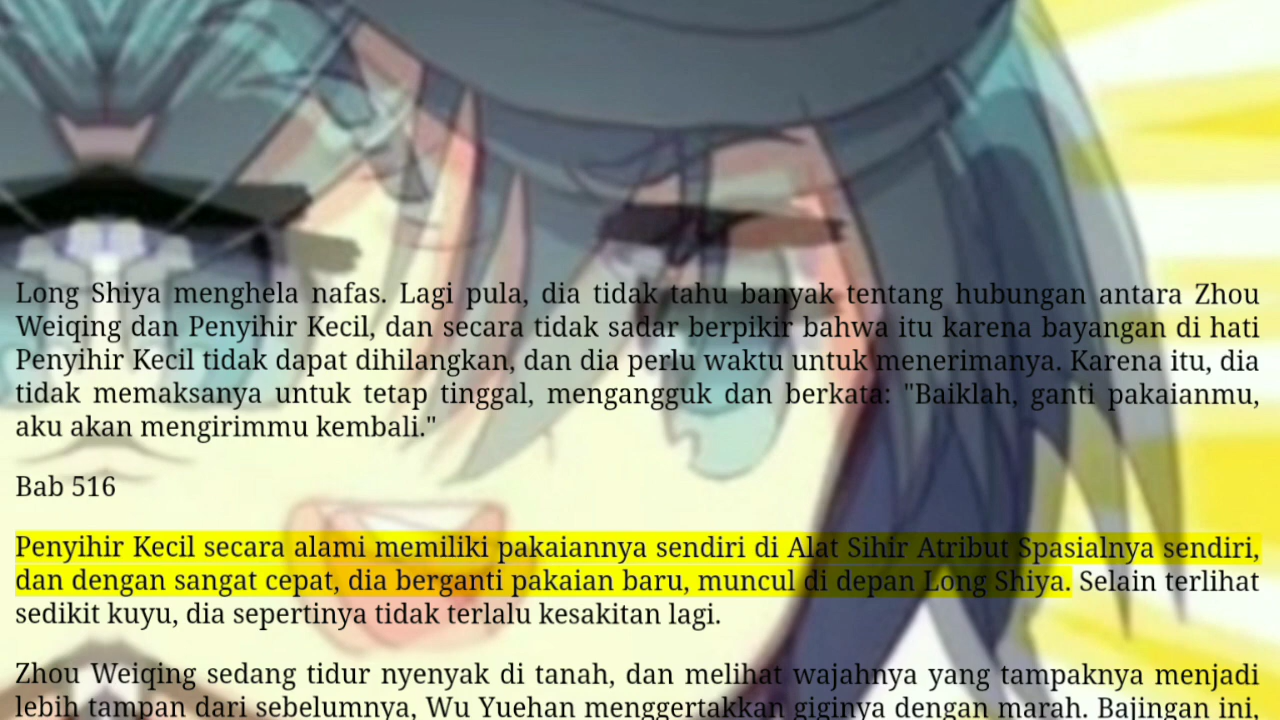 Long Shiya menghela nafas. Lagi pula, dia tidak tahu banyak tentang hubungan antara Zhou
Weiqing dan Penyihir Kecil, dan secara tidak sadar berpikir bahwa itu karena bayangan di hati
Penyihir Kecil tidak dapat dihilangkan, dan dia perlu waktu untuk menerimanya. Karena itu, dia
tidak memaksanya untuk tetap tinggal, mengangguk dan berkata: "Baiklah, ganti pakaianmu,
aku akan mengirimmu kembali."
Bab 516
Penyihir Kecil secara alami memiliki pakaiannya sendiri di Alat Sihir Atribut Spasialnya sendiri,
dan dengan sangat cepat, dia berganti pakaian baru, muncul di depan Long Shiya. Selain terlihat
sedikit kuyu, dia sepertinya tidak terlalu kesakitan lagi.
Zhou Weiqing sedang tidur nyenyak di tanah, dan melihat wajahnya yang tampaknya menjadi
lebih tampan dari sebelumnya, Wu Yuehan menggertakkan giginya dengan marah. Bajingan ini,